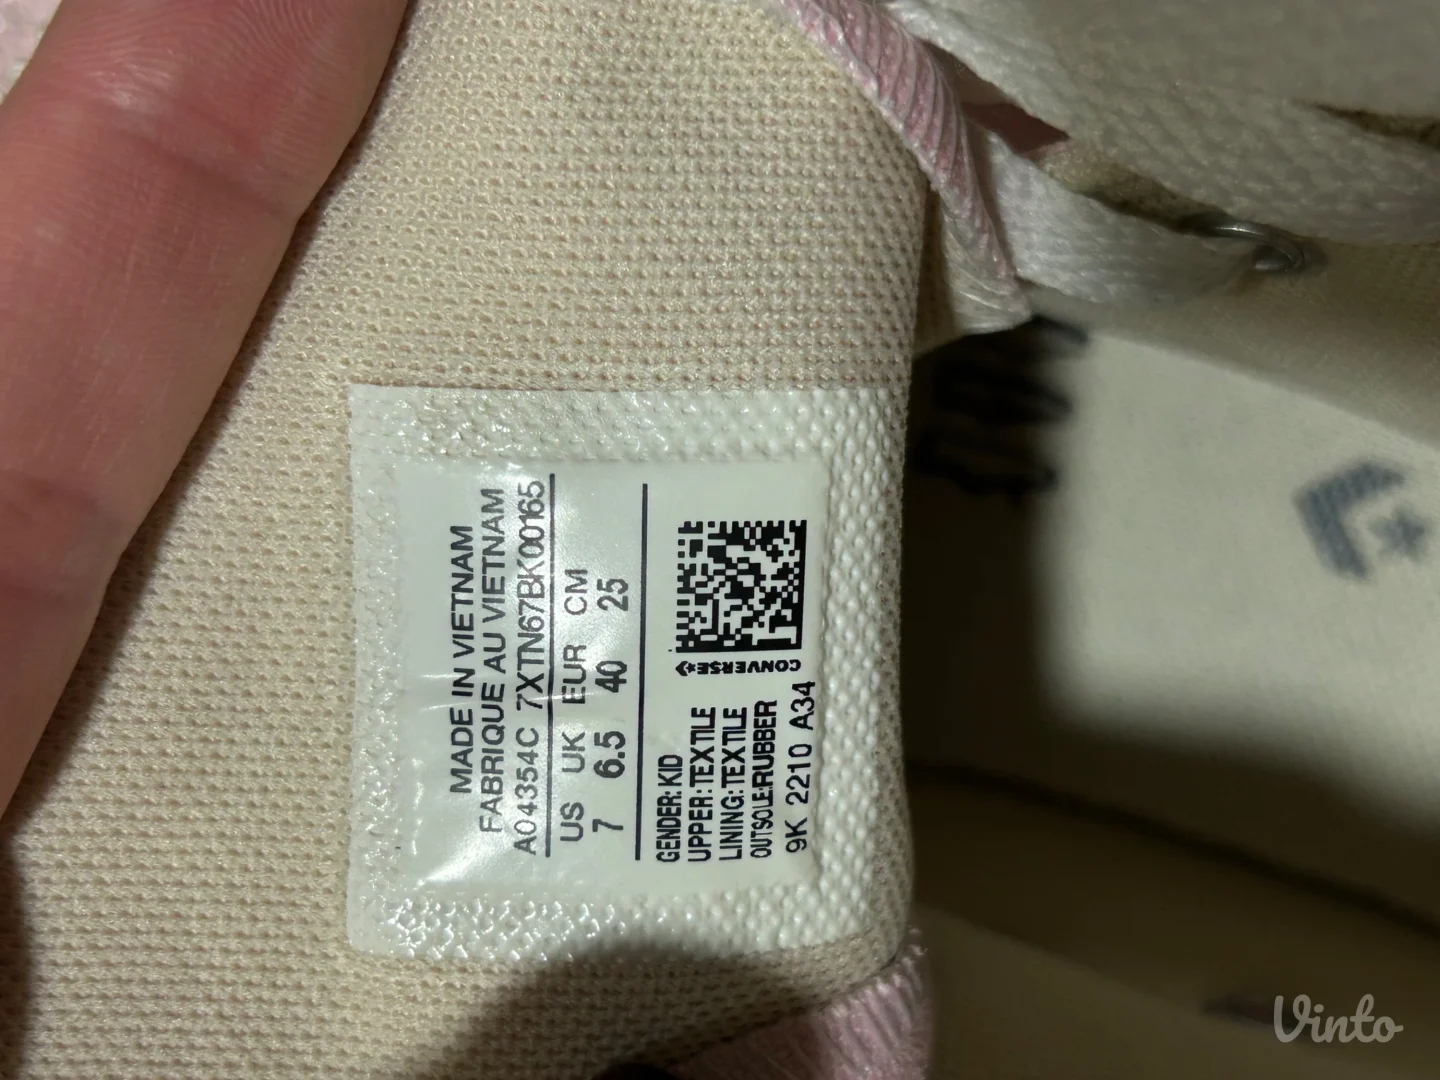 MADE IN VIETNAM
FABRIQUE AU VIETNAM
A04354C 7XTN67BK00165
US UK EUR CM
7 6.5 40 25
GENDER: KID
UPPER: TEXTILE
LINING: TEXTILE
OUTSOLE:RUBBER
9K 2210 A34
CONVERSE
Vinto